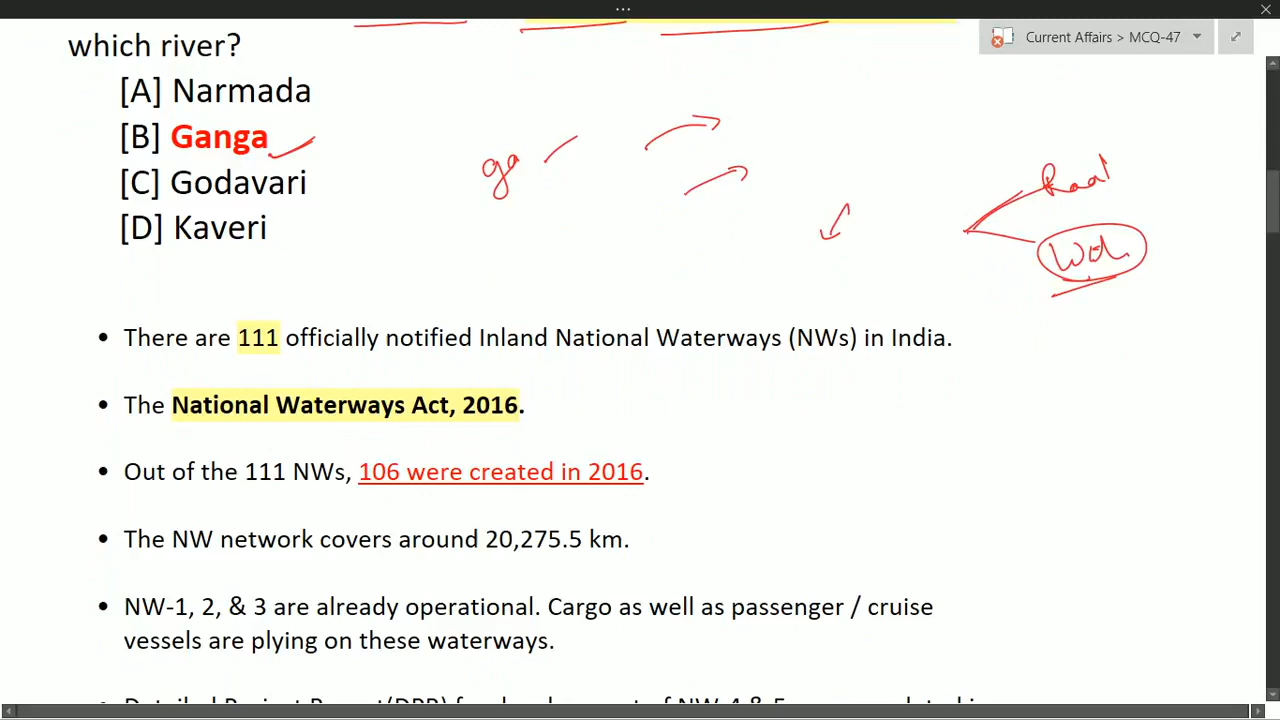 Current Affairs > MCQ-47
which river?
[A] Narmada
[B] Ganga
[C] Godavari
[D] Kaveri
ga
• There are 111 officially notified Inland National Waterways (NWs) in India.
• The National Waterways Act, 2016.
• Out of the 111 NWs, 106 were created in 2016.
• The NW network covers around 20,275.5 km.
• NW-1, 2, & 3 are already operational. Cargo as well as passenger / cruise
vessels are plying on these waterways.